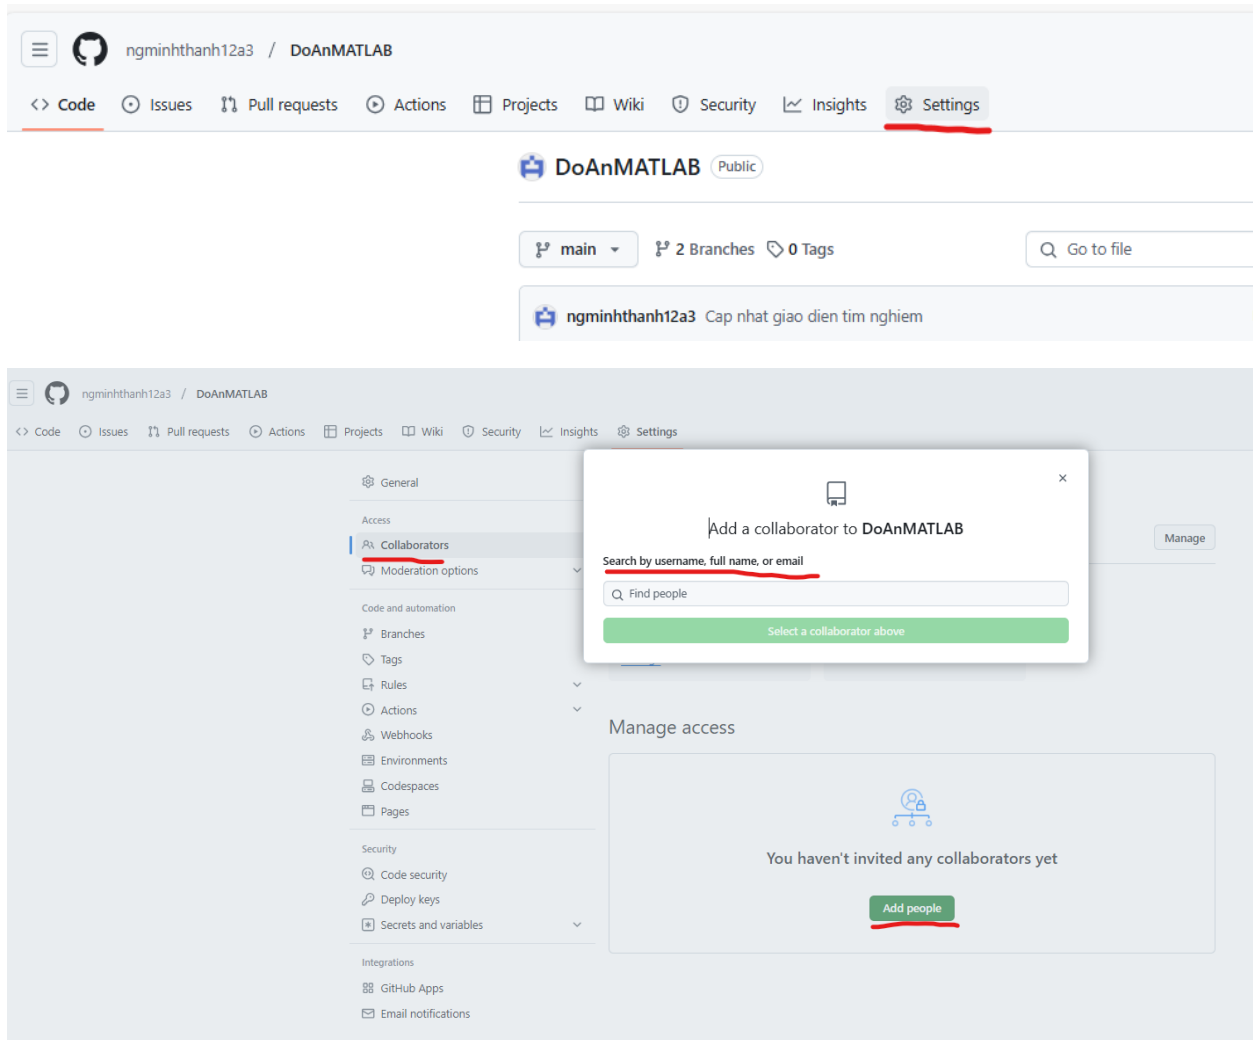 ngminhthanh12a3 / DoAnMATLAB
Code Issues Pull requests Actions Projects Wiki Security Insights Settings
DoAnMATLAB Public
main 2 Branches 0 Tags Go to file
ngminhthanh12a3 Cap nhat giao dien tim nghiem
ngminhthanh12a3 / DoAnMATLAB
Code Issues Pull requests Actions Projects Wiki Security Insights Settings
General
Access
Collaborators
Moderation options
Code and automation
Branches
Tags
Rules
Actions
Webhooks
Environments
Codespaces
Pages
Security
Code security
Deploy keys
Secrets and variables
Integrations
GitHub Apps
Email notifications
Add a collaborator to DoAnMATLAB
Search by username, full name, or email
Find people
Select a collaborator above
Manage
Manage access
You haven't invited any collaborators yet
Add people